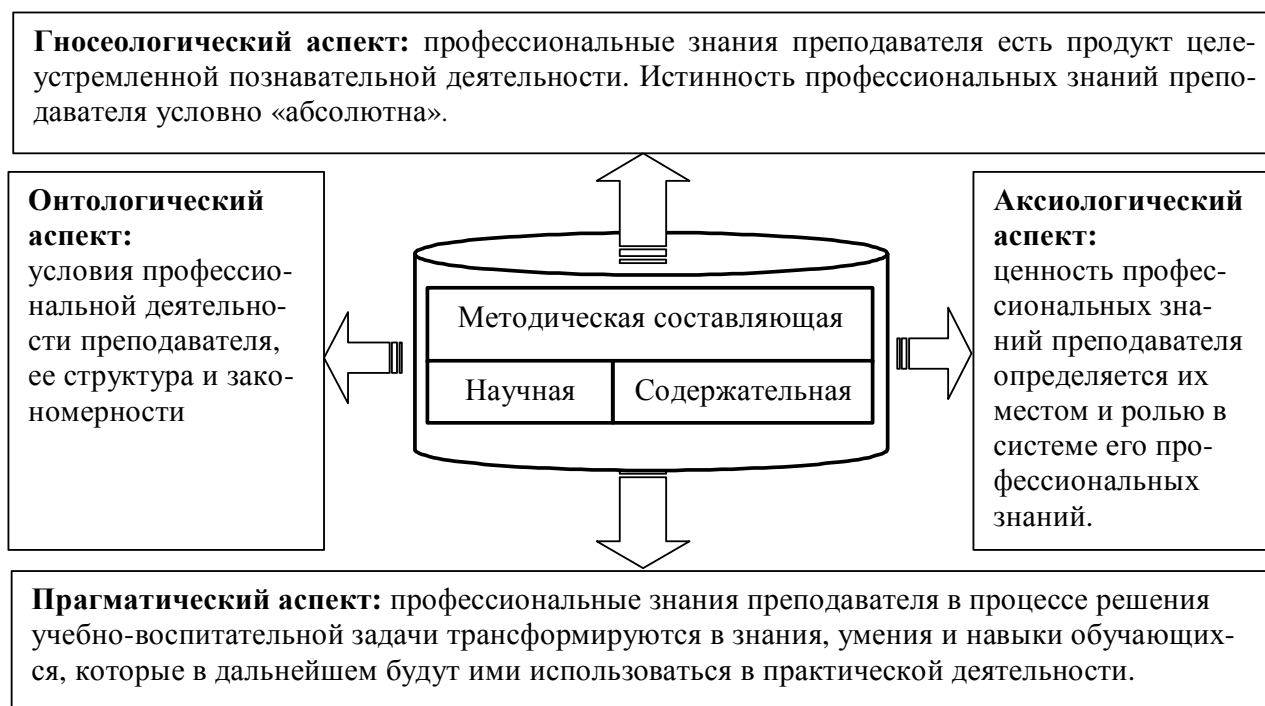 Гносеологический аспект: профессиональные знания преподавателя есть продукт целе-
устремленной познавательной деятельности. Истинность профессиональных знаний препо-
давателя условно «абсолютна».
Онтологический
аспект:
условия профессио-
нальной деятельно-
сти преподавателя,
ее структура и зако-
номерности
Методическая составляющая
Научная
Содержательная
Аксиологический
аспект:
ценность профес-
сиональных зна-
ний преподавателя
определяется их
местом и ролью в
системе его про-
фессиональных
знаний.
Прагматический аспект: профессиональные знания преподавателя в процессе решения
учебно-воспитательной задачи трансформируются в знания, умения и навыки обучающих-
ся, которые в дальнейшем будут ими использоваться в практической деятельности.